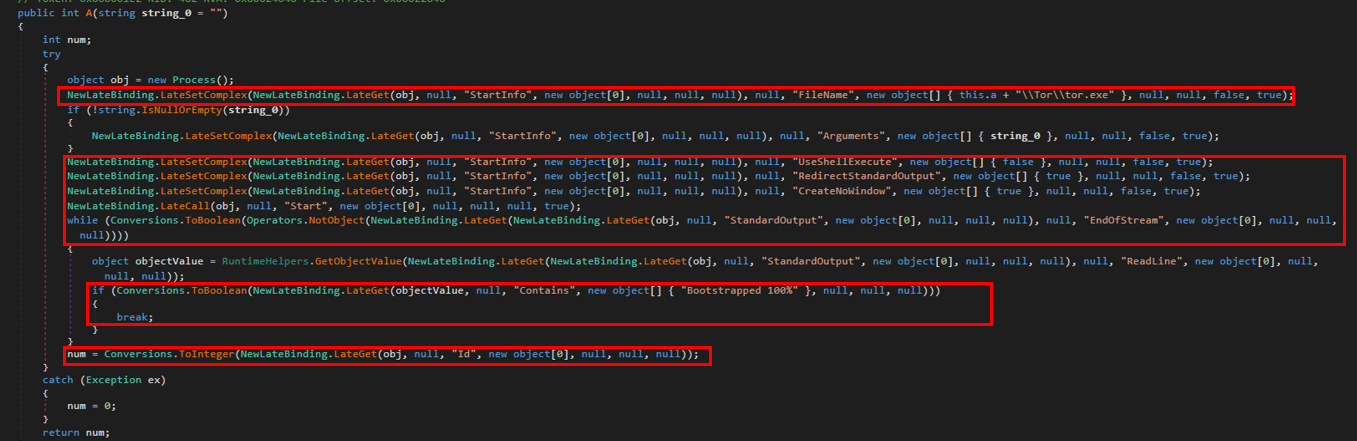 public int A(string string_0 = "")
{
int num;
try
{
object obj = new Process();
NewLateBinding.LateSetComplex(NewLateBinding.LateGet(obj, null, "StartInfo", new object[0], null, null, null), null, "FileName", new object[] { this.a + "\\Tor\\tor.exe" }, null, null, false, true);
if (!string.IsNullOrEmpty(string_0))
{
NewLateBinding.LateSetComplex(NewLateBinding.LateGet(obj, null, "StartInfo", new object[0], null, null, null), null, "Arguments", new object[] { string_0 }, null, null, false, true);
}
NewLateBinding.LateSetComplex(NewLateBinding.LateGet(obj, null, "StartInfo", new object[0], null, null, null), null, "UseShellExecute", new object[] { false }, null, null, false, true);
NewLateBinding.LateSetComplex(NewLateBinding.LateGet(obj, null, "StartInfo", new object[0], null, null, null), null, "RedirectStandardOutput", new object[] { true }, null, null, false, true);
NewLateBinding.LateSetComplex(NewLateBinding.LateGet(obj, null, "StartInfo", new object[0], null, null, null), null, "CreateNoWindow", new object[] { true }, null, null, false, true);
NewLateBinding.LateCall(obj, null, "Start", new object[0], null, null, null, true);
while (Conversions.ToBoolean(Operators.NotObject(NewLateBinding.LateGet(NewLateBinding.LateGet(obj, null, "StandardOutput", new object[0], null, null, null), null, "EndOfStream", new object[0], null, null,
null))))
{
object objectValue = RuntimeHelpers.GetObjectValue(NewLateBinding.LateGet(NewLateBinding.LateGet(obj, null, "StandardOutput", new object[0], null, null, null), null, "ReadLine", new object[0], null,
null, null));
if (Conversions.ToBoolean(NewLateBinding.LateGet(objectValue, null, "Contains", new object[] { "Bootstrapped 100%" }, null, null, null)))
{
break;
}
}
num = Conversions.ToInteger(NewLateBinding.LateGet(obj, null, "Id", new object[0], null, null, null));
}
catch (Exception ex)
{
num = 0;
}
return num;